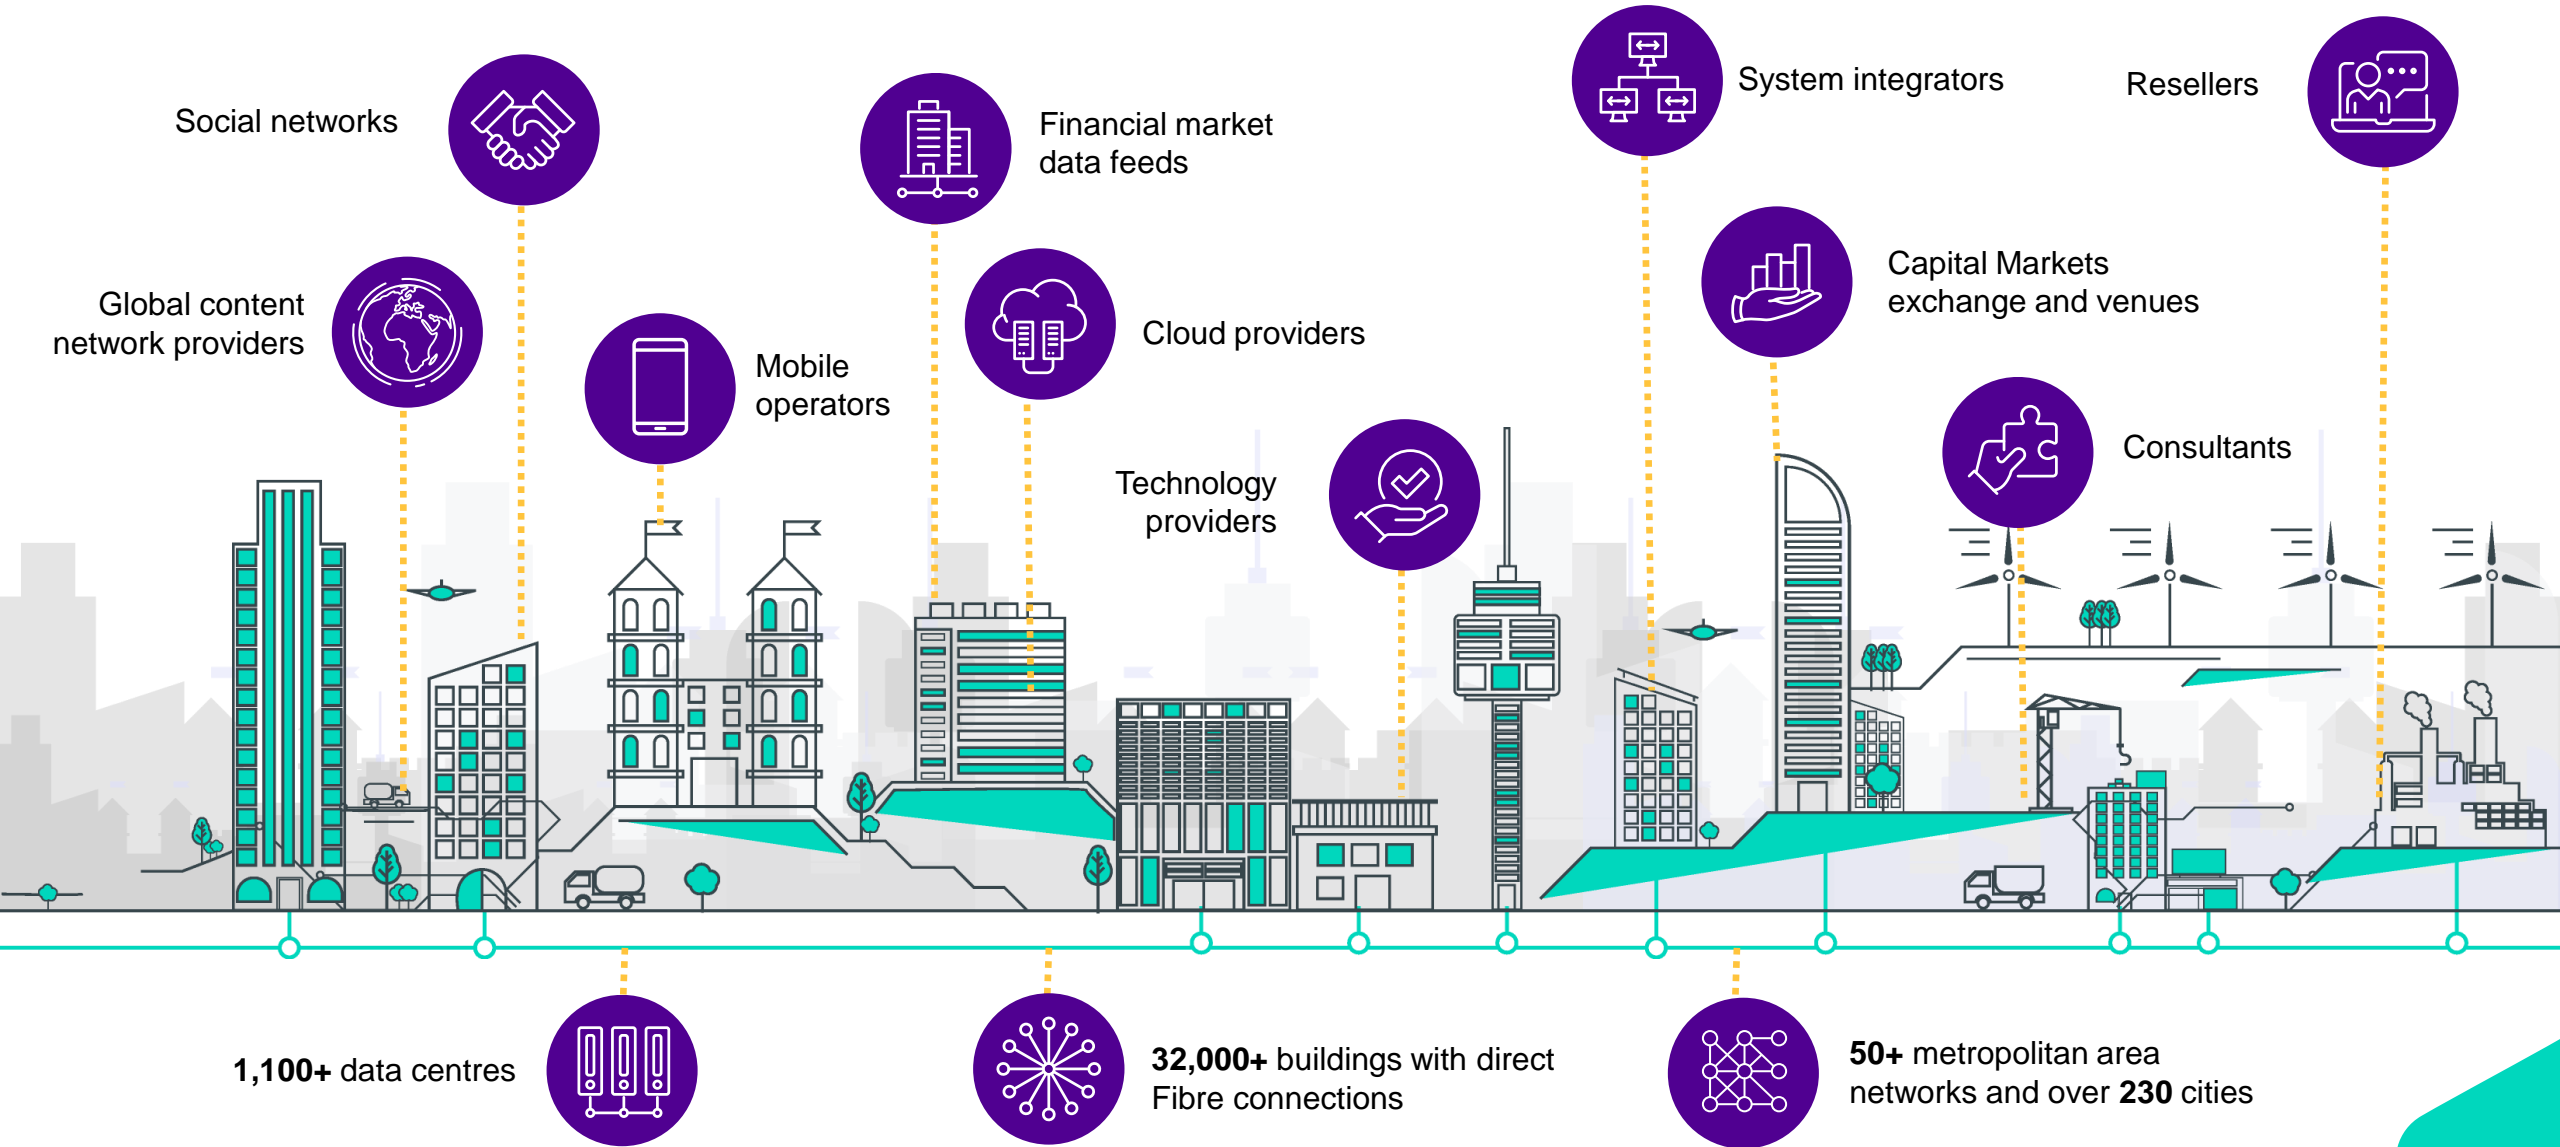 Social networks
Global content
network providers
Mobile
operators
Financial market
data feeds
Cloud providers
Technology
providers
System integrators
Capital Markets
exchange and venues
Consultants
Resellers
1,100+ data centres
32,000+ buildings with direct
Fibre connections
50+ metropolitan area
networks and over 230 cities